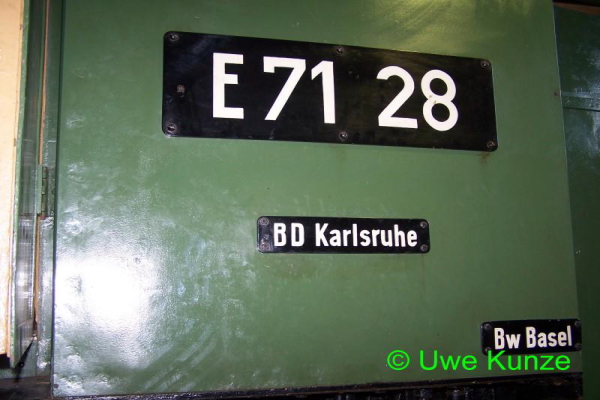 E 71 28
BD Karlsruhe
Bw Basel
© Uwe Kunze